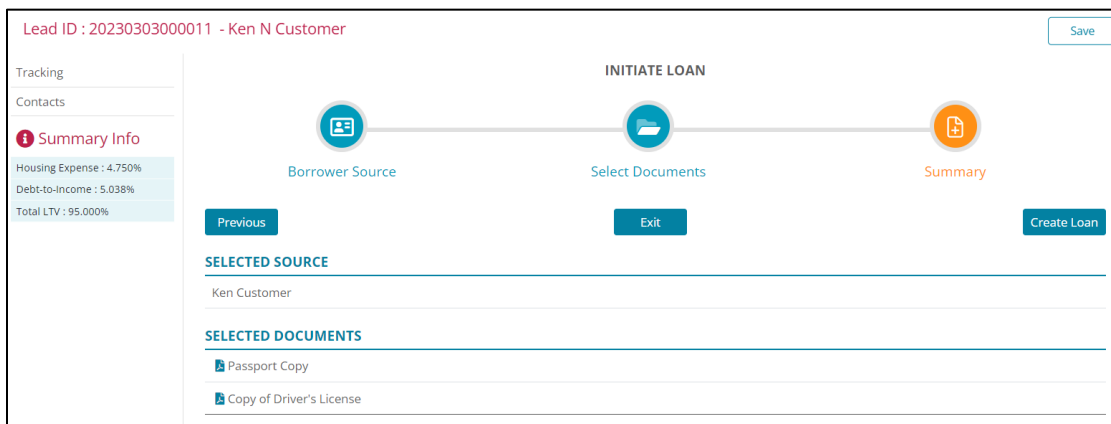 Lead ID : 20230303000011 - Ken N Customer
Save
Tracking
Contacts
Summary Info
Housing Expense : 4.750%
Debt-to-Income : 5.038%
Total LTV : 95.000%
INITIATE LOAN
Borrower Source
Select Documents
Summary
Previous
Exit
Create Loan
SELECTED SOURCE
Ken Customer
SELECTED DOCUMENTS
Passport Copy
Copy of Driver's License